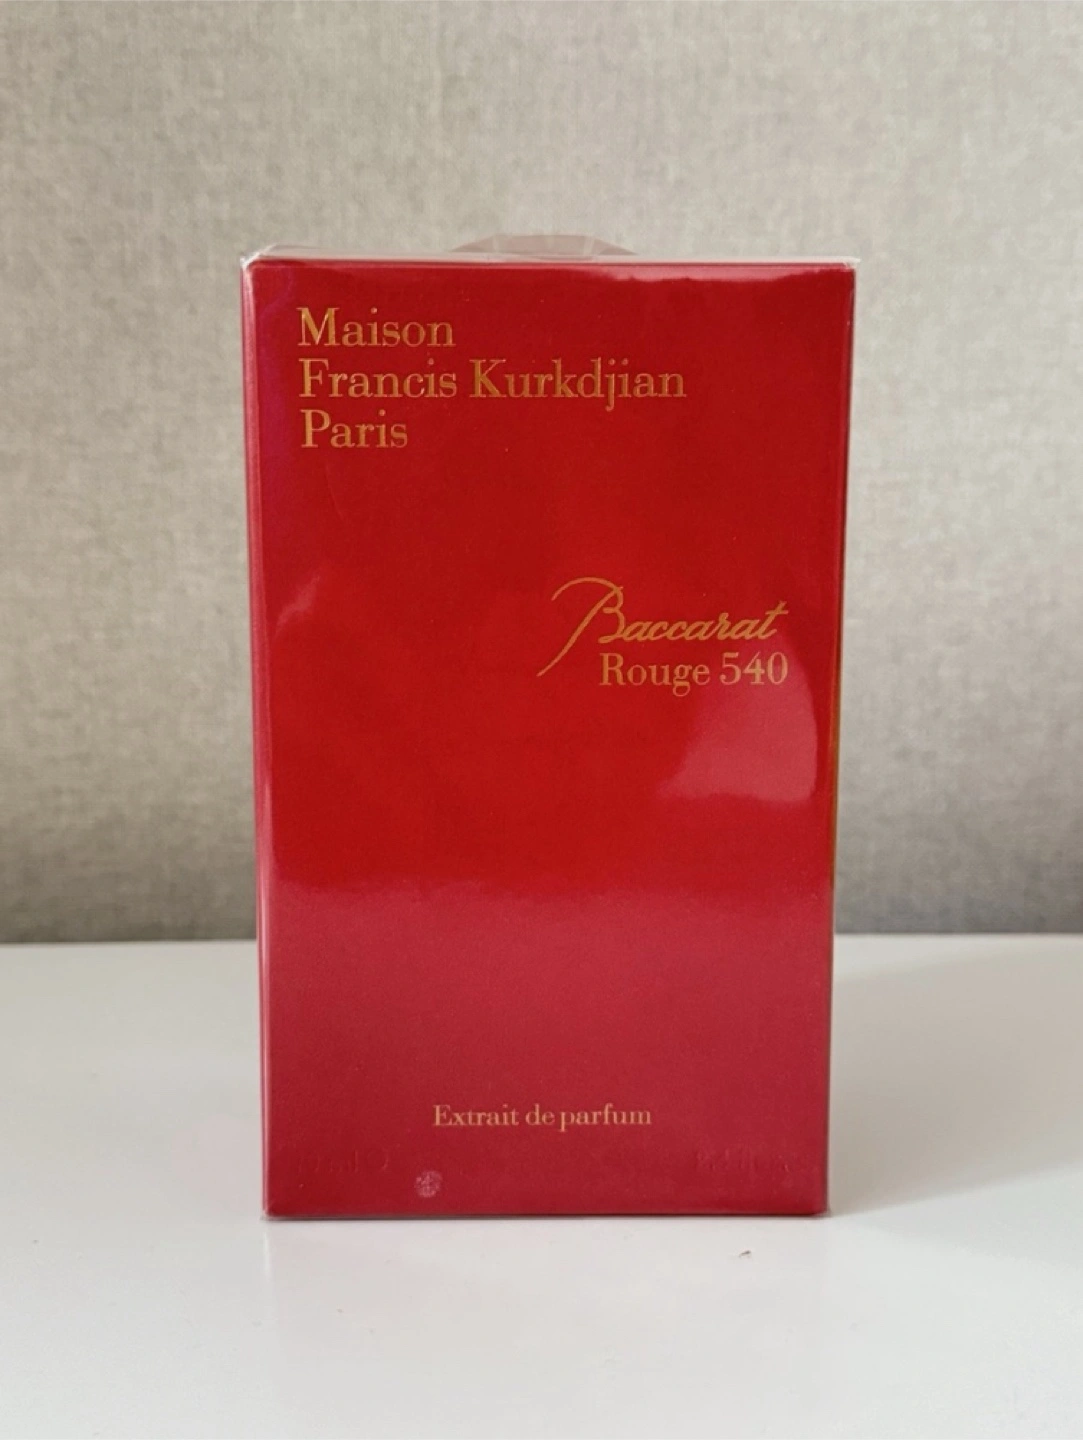 Maison
Francis Kurkdjian
Paris
Baccarat
Rouge 540
Extrait de parfum